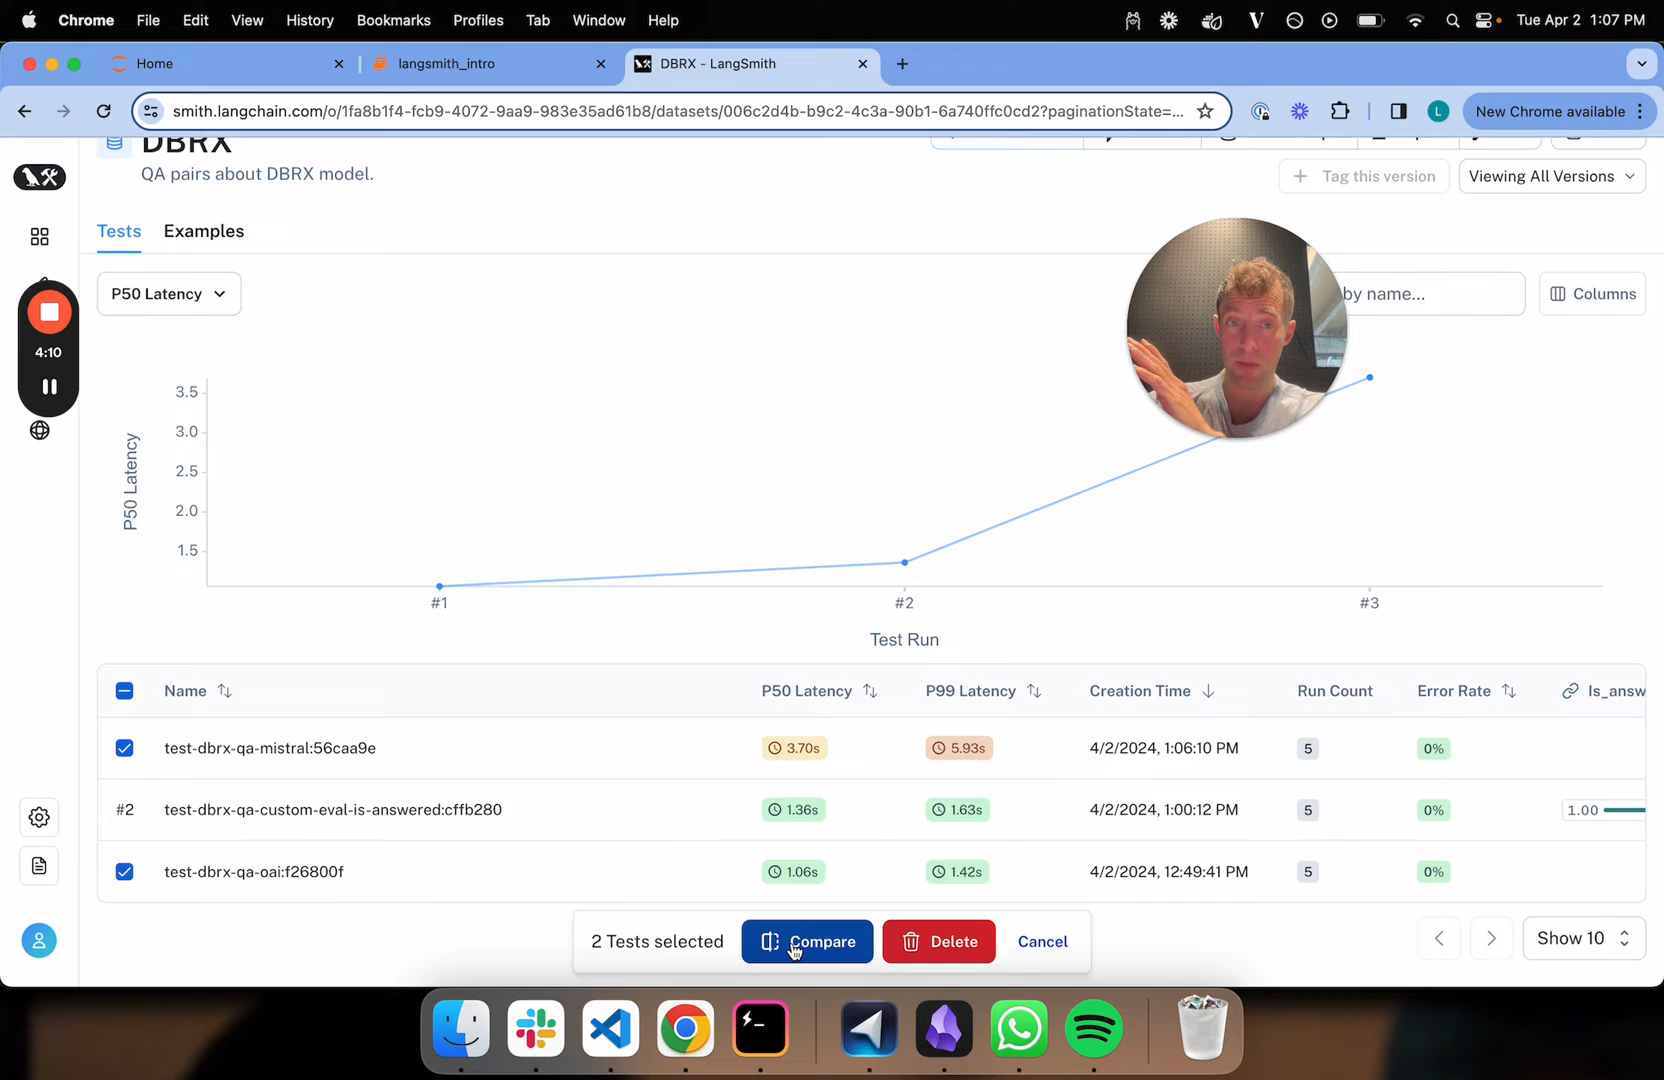 Chrome File Edit View History Bookmarks Profiles Tab Window Help Tue Apr 2 1:07 PM
Home langsmith_intro DBRX - LangSmith
smith.langchain.com/o/1fa8b1f4-fcb9-4072-9aa9-983e35ad61b8/datasets/006c2d4b-b9c2-4c3a-90b1-6a740ffc0cd2?paginationState=... L New Chrome available
DBRX
QA pairs about DBRX model.
Tag this version Viewing All Versions
Tests Examples
P50 Latency by name... Columns
4:10
3.5
3.0
2.5
2.0
1.5
P50 Latency
#1 #2 #3
Test Run
Name P50 Latency P99 Latency Creation Time Run Count Error Rate Is_answ
test-dbrx-qa-mistral:56caa9e 3.70s 5.93s 4/2/2024, 1:06:10 PM 5 0%
#2 test-dbrx-qa-custom-eval-is-answered:cffb280 1.36s 1.63s 4/2/2024, 1:00:12 PM 5 0% 1.00
test-dbrx-qa-oai:f26800f 1.06s 1.42s 4/2/2024, 12:49:41 PM 5 0%
2 Tests selected Compare Delete Cancel Show 10